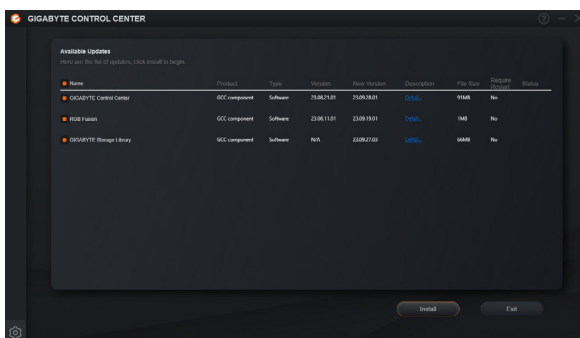 GIGABYTE CONTROL CENTER
Available Updates
Here are the list of updates, click install to begin.
Name Product Type Version New Version Description File Size Require Restart Status
GIGABYTE Control Center GCC component Software 23.08.21.01 23.09.28.01 Detail... 91MB No
RGB Fusion GCC component Software 23.08.11.01 23.09.19.01 Detail... 1MB No
GIGABYTE Storage Library GCC component Software N/A 23.09.27.03 Detail... 66MB No
Install Exit